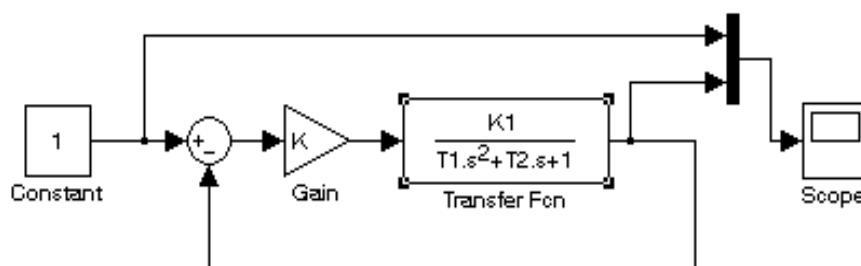 1
Constant
+
-
K
Gain
K1
T1.s²+T2.s+1
Transfer Fcn
Scope